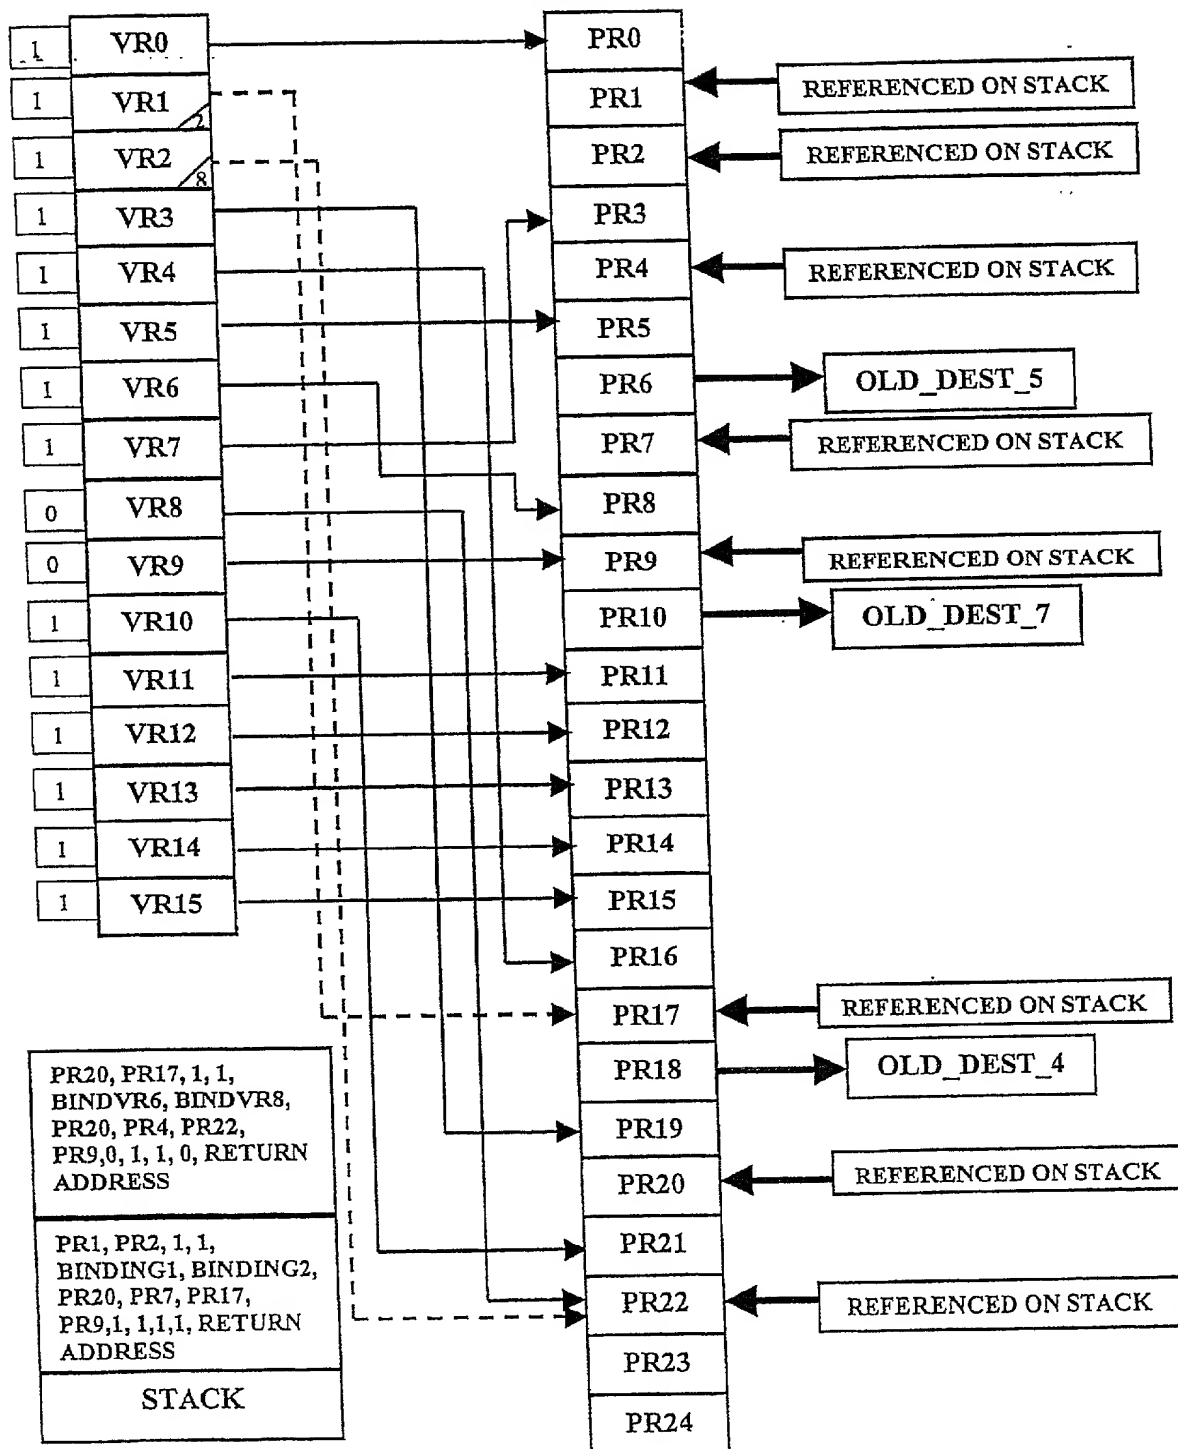 1 VR0
1 VR1 2
1 VR2 8
1 VR3
1 VR4
1 VR5
1 VR6
1 VR7
0 VR8
0 VR9
1 VR10
1 VR11
1 VR12
1 VR13
1 VR14
1 VR15
PR0
PR1 REFERENCED ON STACK
PR2 REFERENCED ON STACK
PR3
PR4 REFERENCED ON STACK
PR5
PR6 OLD_DEST_5
PR7 REFERENCED ON STACK
PR8
PR9 REFERENCED ON STACK
PR10 OLD_DEST_7
PR11
PR12
PR13
PR14
PR15
PR16
PR17 REFERENCED ON STACK
PR18 OLD_DEST_4
PR19
PR20 REFERENCED ON STACK
PR21
PR22 REFERENCED ON STACK
PR23
PR24
PR20, PR17, 1, 1,
BINDVR6, BINDVR8,
PR20, PR4, PR22,
PR9,0, 1, 1, 0, RETURN
ADDRESS
PR1, PR2, 1, 1,
BINDING1, BINDING2,
PR20, PR7, PR17,
PR9,1, 1,1,1, RETURN
ADDRESS
STACK